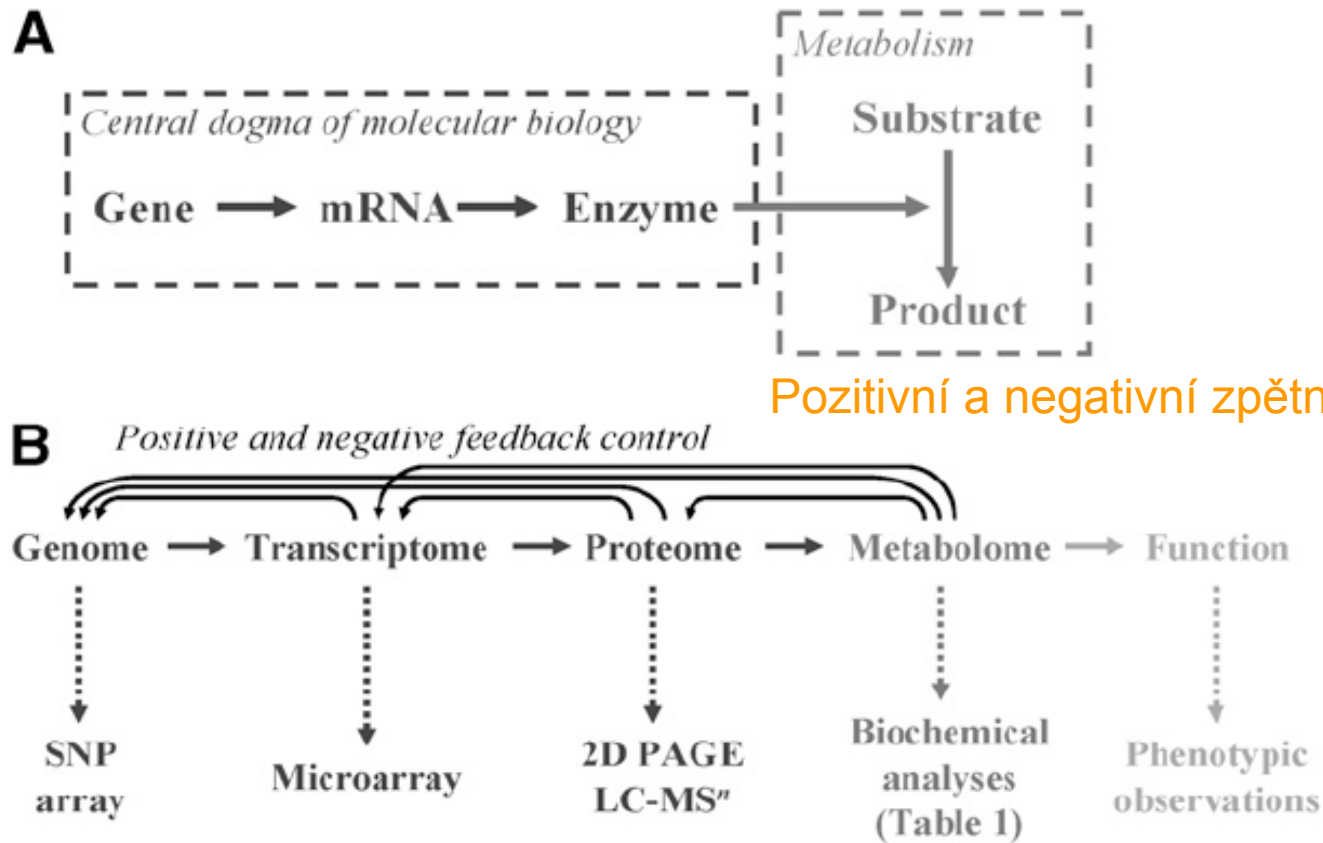 A
Metabolism
Central dogma of molecular biology
Substrate
Gene mRNA Enzyme
Product
Pozitivní a negativní zpětn
B Positive and negative feedback control
Genome Transcriptome Proteome Metabolome Function
SNP
array
Microarray
2D PAGE
LC-MSⁿ
Biochemical
analyses
(Table 1)
Phenotypic
observations